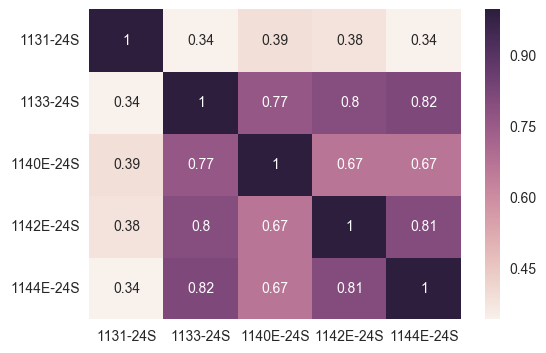 1131-24S 1 0.34 0.39 0.38 0.34
1133-24S 0.34 1 0.77 0.8 0.82
1140E-24S 0.39 0.77 1 0.67 0.67
1142E-24S 0.38 0.8 0.67 1 0.81
1144E-24S 0.34 0.82 0.67 0.81 1
1131-24S 1133-24S 1140E-24S 1142E-24S 1144E-24S
0.90
0.75
0.60
0.45